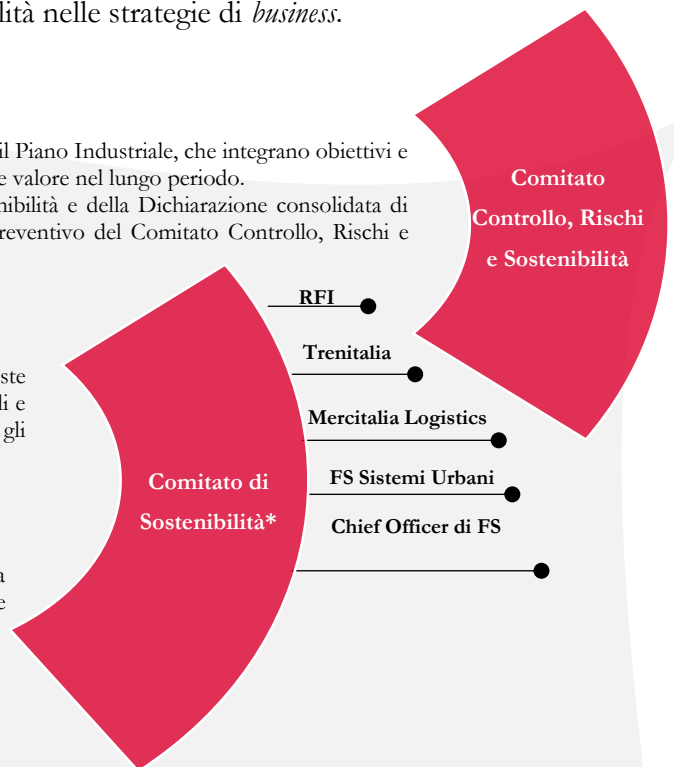 lità nelle strategie di business.
il Piano Industriale, che integrano obiettivi e
e valore nel lungo periodo.
nibilità e della Dichiarazione consolidata di
reventivo del Comitato Controllo, Rischi e
Comitato
Controllo, Rischi
e Sostenibilità
RFI
Trenitalia
ste
li e
gli
Mercitalia Logistics
FS Sistemi Urbani
Comitato di
Sostenibilità*
Chief Officer di FS
a
e